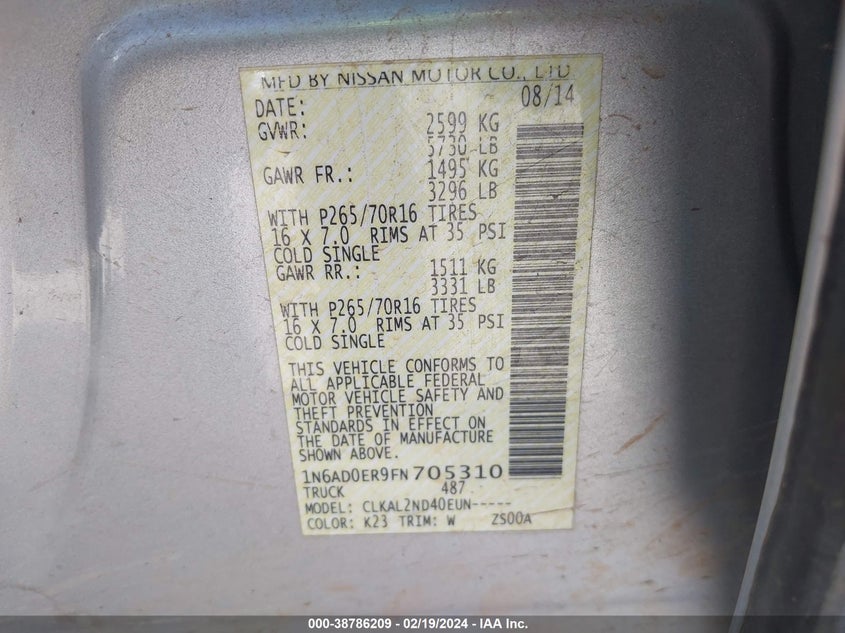 MFD BY NISSAN MOTOR CO., LTD
DATE: 08/14
GVWR: 2599 KG
5730 LB
GAWR FR.: 1495 KG
3296 LB
WITH P265/70R16 TIRES
16 X 7.0 RIMS AT 35 PSI
COLD SINGLE
GAWR RR.: 1511 KG
3331 LB
WITH P265/70R16 TIRES
16 X 7.0 RIMS AT 35 PSI
COLD SINGLE
THIS VEHICLE CONFORMS TO
ALL APPLICABLE FEDERAL
MOTOR VEHICLE SAFETY AND
THEFT PREVENTION
STANDARDS IN EFFECT ON
THE DATE OF MANUFACTURE
SHOWN ABOVE.
1N6AD0ER9FN705310
TRUCK 487
MODEL: CLKAL2ND40EUN-----
COLOR: K23 TRIM: W ZS00A
000-38786209 - 02/19/2024 - IAA Inc.